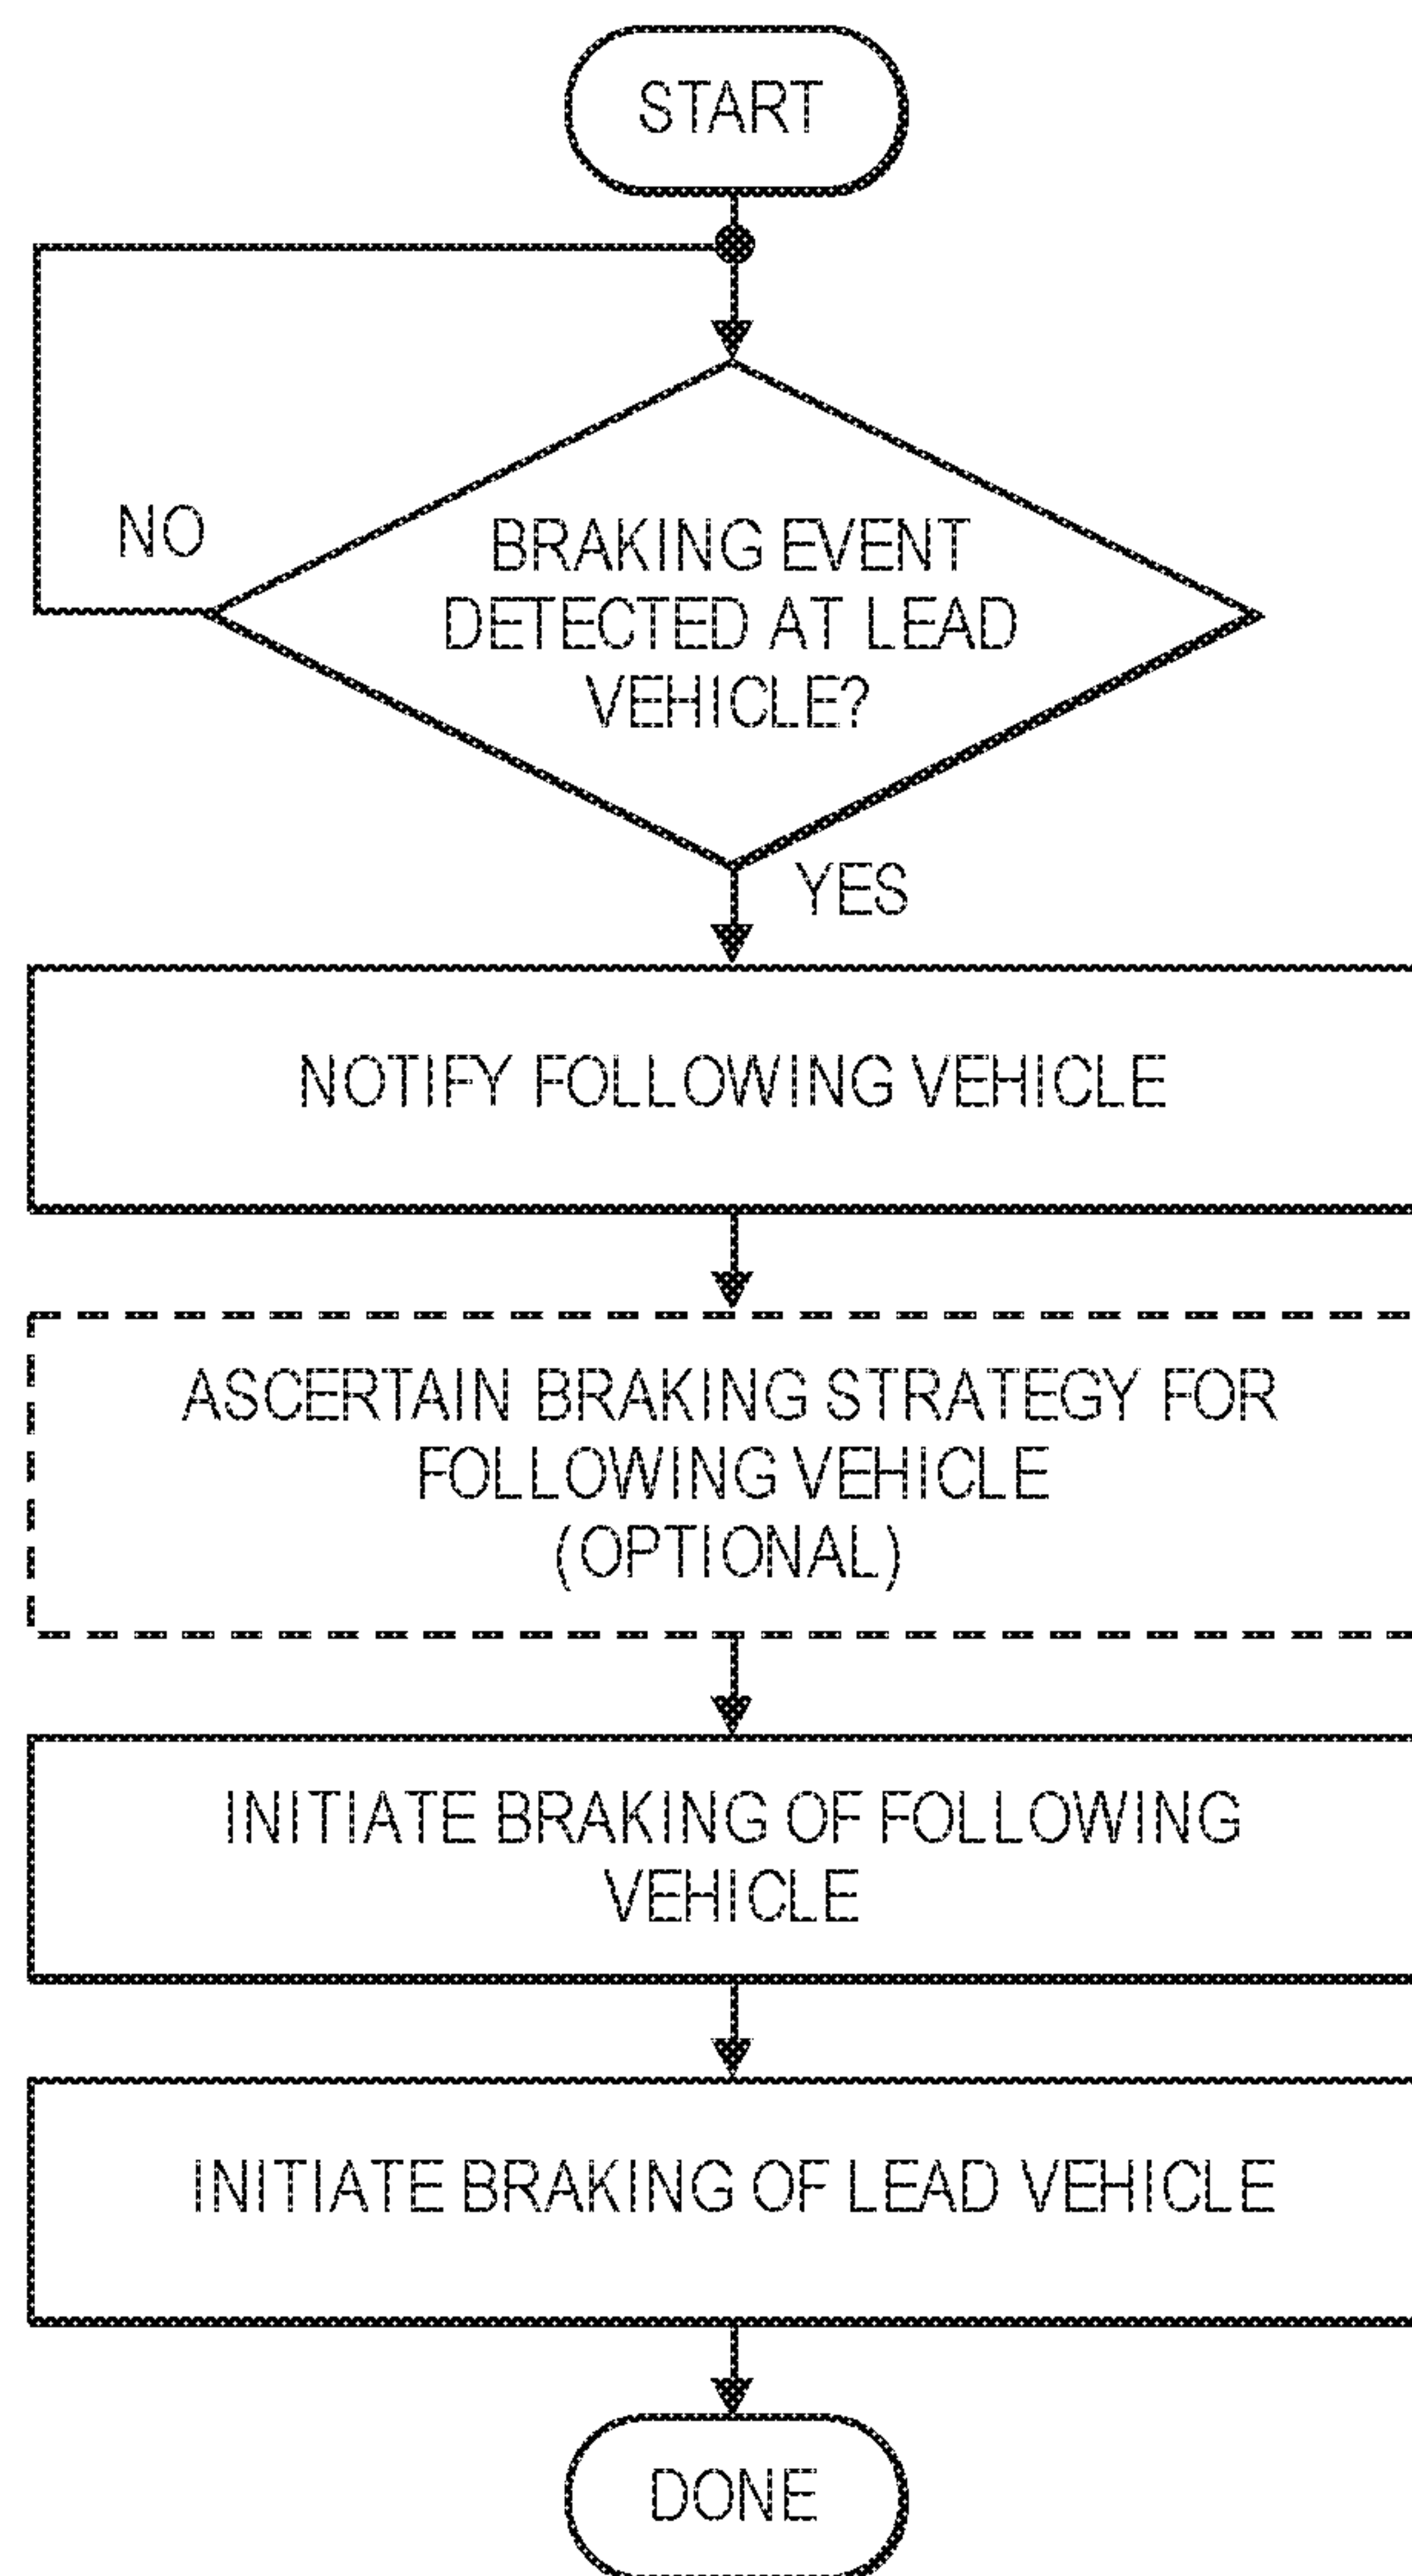 START
NO
BRAKING EVENT
DETECTED AT LEAD
VEHICLE?
YES
NOTIFY FOLLOWING VEHICLE
ASCERTAIN BRAKING STRATEGY FOR
FOLLOWING VEHICLE
(OPTIONAL)
INITIATE BRAKING OF FOLLOWING
VEHICLE
INITIATE BRAKING OF LEAD VEHICLE
DONE